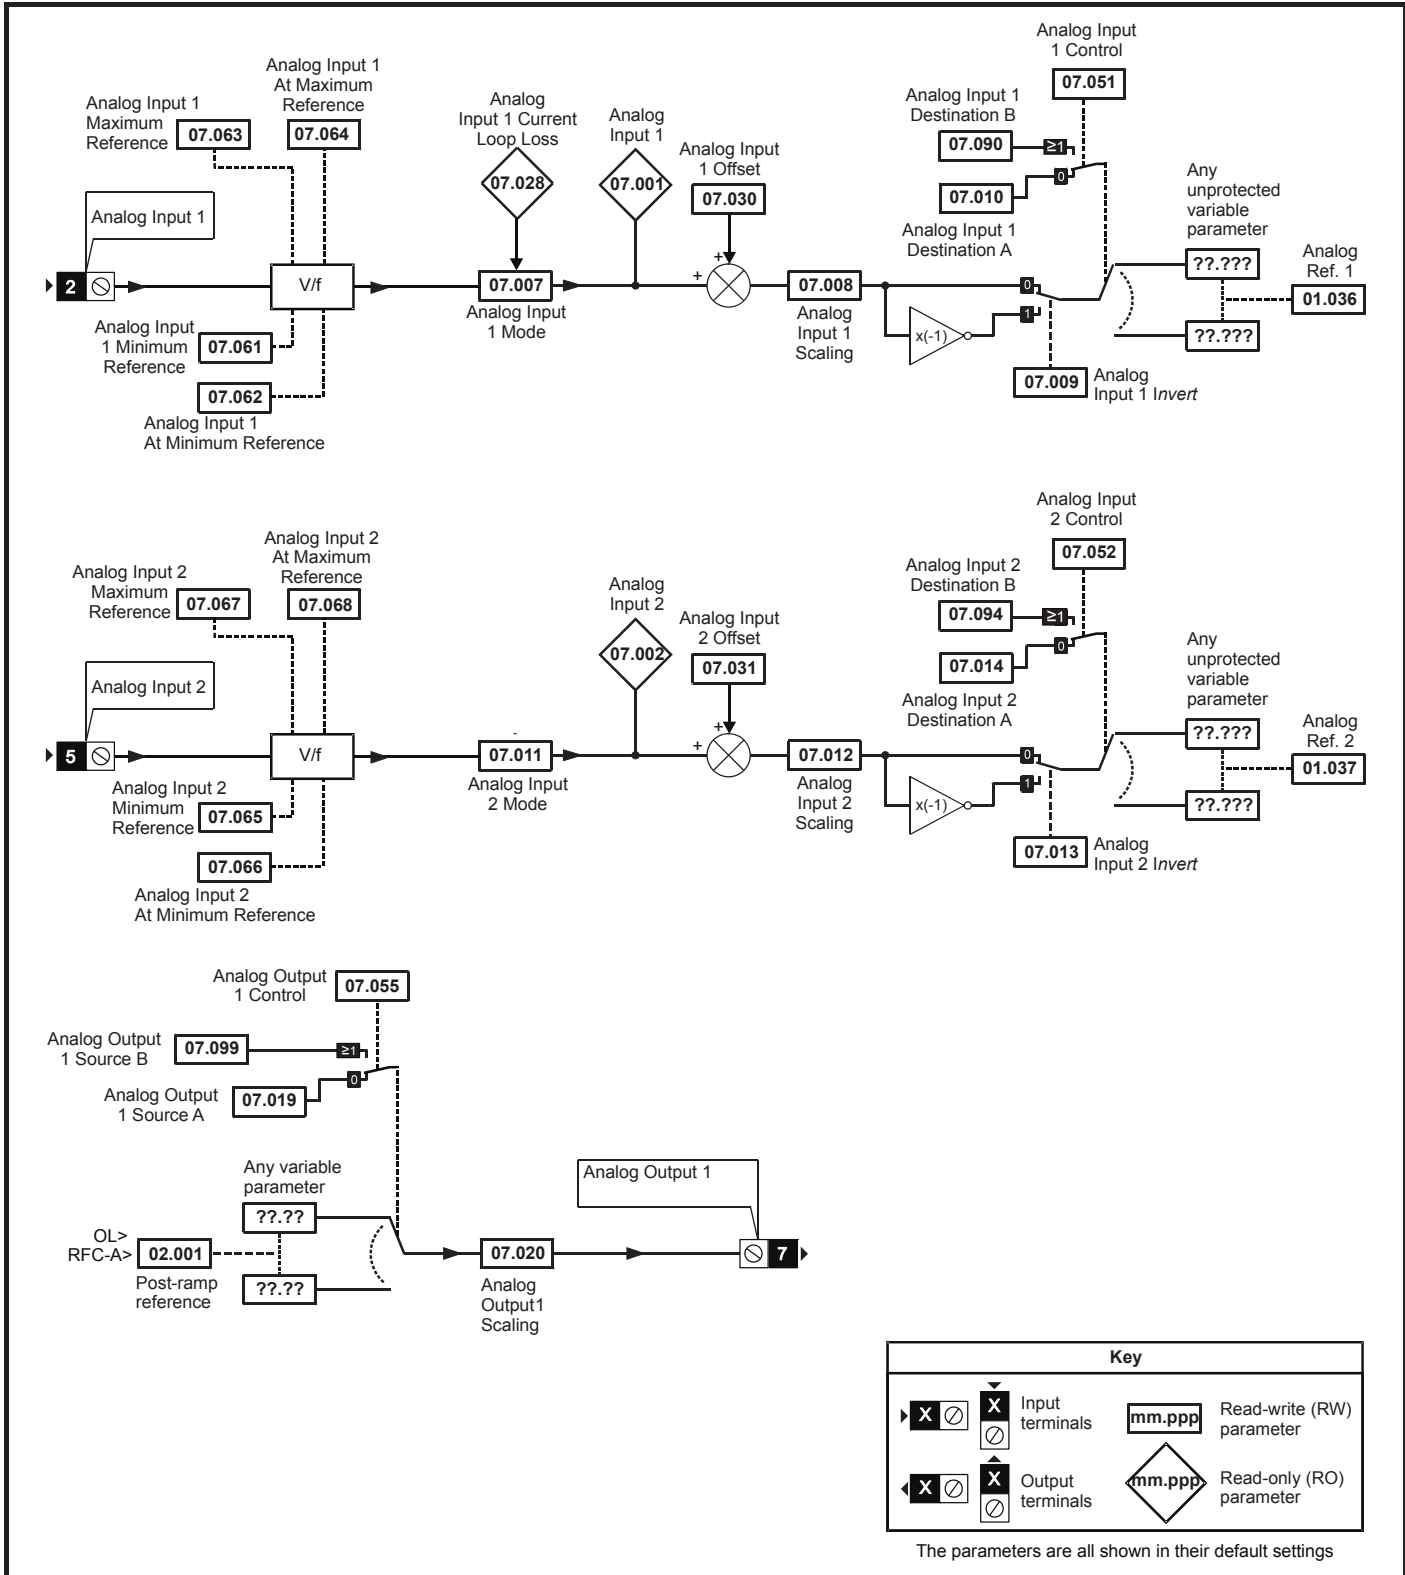 Analog Input
1 Control
07.051
Analog Input 1
At Maximum
Reference
07.064
Analog Input 1
Maximum
Reference
07.063
Analog
Input 1 Current
Loop Loss
07.028
Analog
Input 1
07.001
Analog Input
1 Offset
07.030
Analog Input 1
Destination B
07.090
≥1
0
07.010
Analog Input 1
Destination A
Any
unprotected
variable
parameter
??.???
??.???
Analog
Ref. 1
01.036
Analog Input 1
2
V/f
07.007
Analog Input
1 Mode
+
+
07.008
Analog
Input 1
Scaling
x(-1)
0
1
07.009
Analog
Input 1 Invert
Analog Input
1 Minimum
Reference
07.061
07.062
Analog Input 1
At Minimum Reference
Analog Input
2 Control
07.052
Analog Input 2
At Maximum
Reference
07.068
Analog Input 2
Maximum
Reference
07.067
Analog
Input 2
07.002
Analog Input
2 Offset
07.031
Analog Input 2
Destination B
07.094
≥1
0
07.014
Analog Input 2
Destination A
Any
unprotected
variable
parameter
??.???
??.???
Analog
Ref. 2
01.037
Analog Input 2
5
V/f
-
07.011
Analog Input
2 Mode
+
+
07.012
Analog
Input 2
Scaling
x(-1)
0
1
07.013
Analog
Input 2 Invert
Analog Input 2
Minimum
Reference
07.065
07.066
Analog Input 2
At Minimum Reference
Analog Output
1 Control
07.055
Analog Output
1 Source B
07.099
≥1
0
Analog Output
1 Source A
07.019
Any variable
parameter
??.??
??.??
OL>
RFC-A>
02.001
Post-ramp
reference
07.020
Analog
Output1
Scaling
Analog Output 1
7
Key
X
X
Input
terminals
mm.ppp
Read-write (RW)
parameter
X
X
Output
terminals
mm.ppp
Read-only (RO)
parameter
The parameters are all shown in their default settings